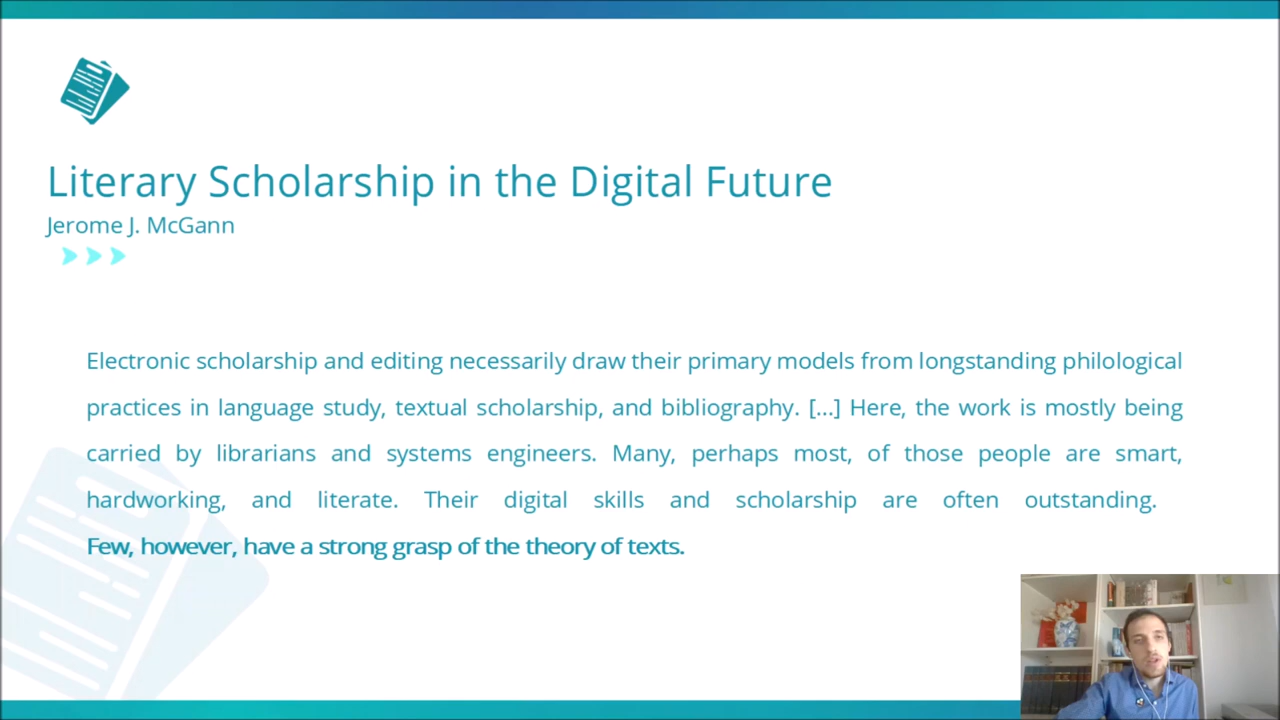 Literary Scholarship in the Digital Future
Jerome J. McGann
Electronic scholarship and editing necessarily draw their primary models from longstanding philological
practices in language study, textual scholarship, and bibliography. [...] Here, the work is mostly being
carried by librarians and systems engineers. Many, perhaps most, of those people are smart,
hardworking, and literate. Their digital skills and scholarship are often outstanding.
Few, however, have a strong grasp of the theory of texts.